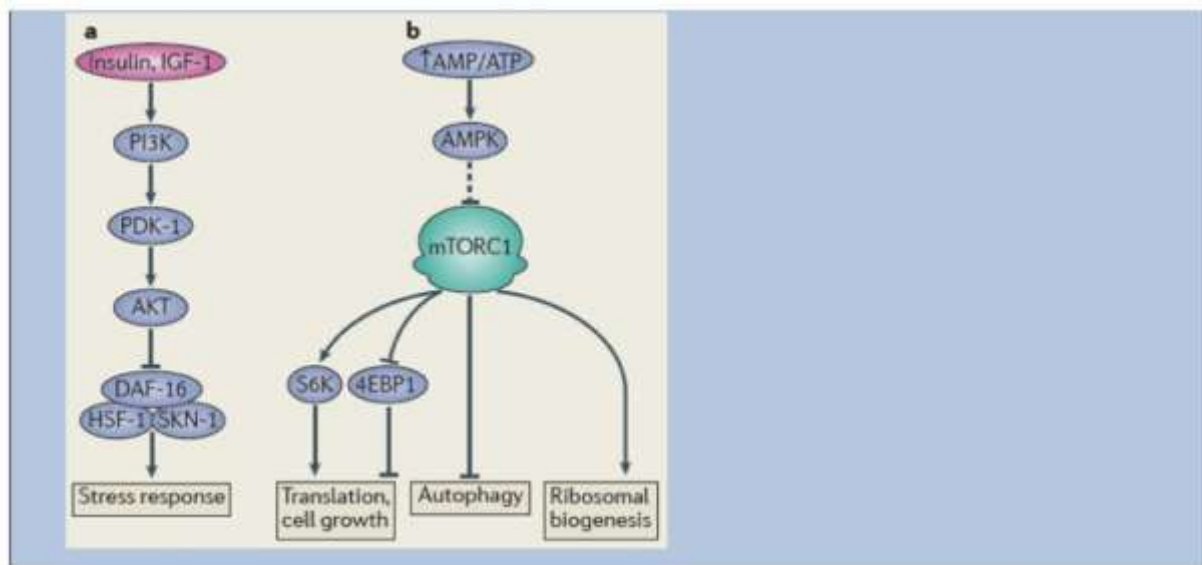 a
Insulin, IGF-1
PI3K
PDK-1
AKT
DAF-16
HSF-1 SKN-1
Stress response
b
↑AMP/ATP
AMPK
mTORC1
S6K
4EBP1
Translation,
cell growth
Autophagy
Ribosomal
biogenesis